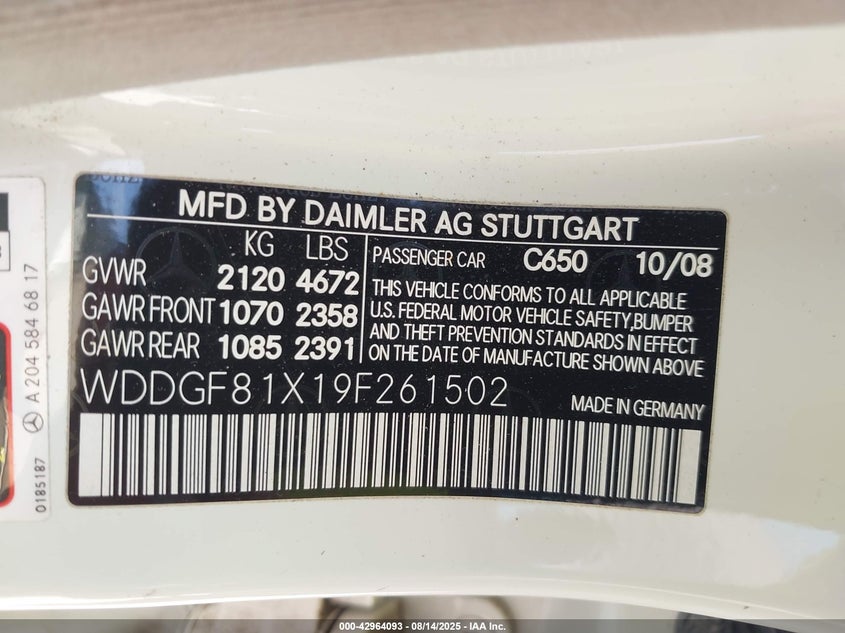 MFD BY DAIMLER AG STUTTGART
KG LBS
GVWR 2120 4672
GAWR FRONT 1070 2358
GAWR REAR 1085 2391
PASSENGER CAR C650 10/08
THIS VEHICLE CONFORMS TO ALL APPLICABLE
U.S. FEDERAL MOTOR VEHICLE SAFETY,BUMPER
AND THEFT PREVENTION STANDARDS IN EFFECT
ON THE DATE OF MANUFACTURE SHOWN ABOVE
WDDGF81X19F261502
MADE IN GERMANY
A 204 584 68 17
0185187
000-42964093 - 08/14/2025 - IAA Inc.